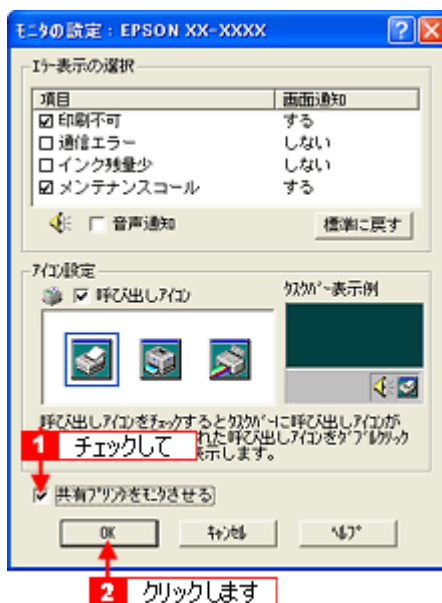 モニタの設定 : EPSON XX-XXXX
エラー表示の選択
項目 画面通知
印刷不可 する
通信エラー しない
インク残量少 しない
メンテナンスコール する
音声通知 標準に戻す
アイコン設定
呼び出しアイコン タスクバー表示例
呼び出しアイコンをチェックするとタスクバーに呼び出しアイコンが
れた呼び出しアイコンをダブルクリック
示します。
1 チェックして
共有プリンタをモニタさせる
OK キャンセル ヘルプ
2 クリックします